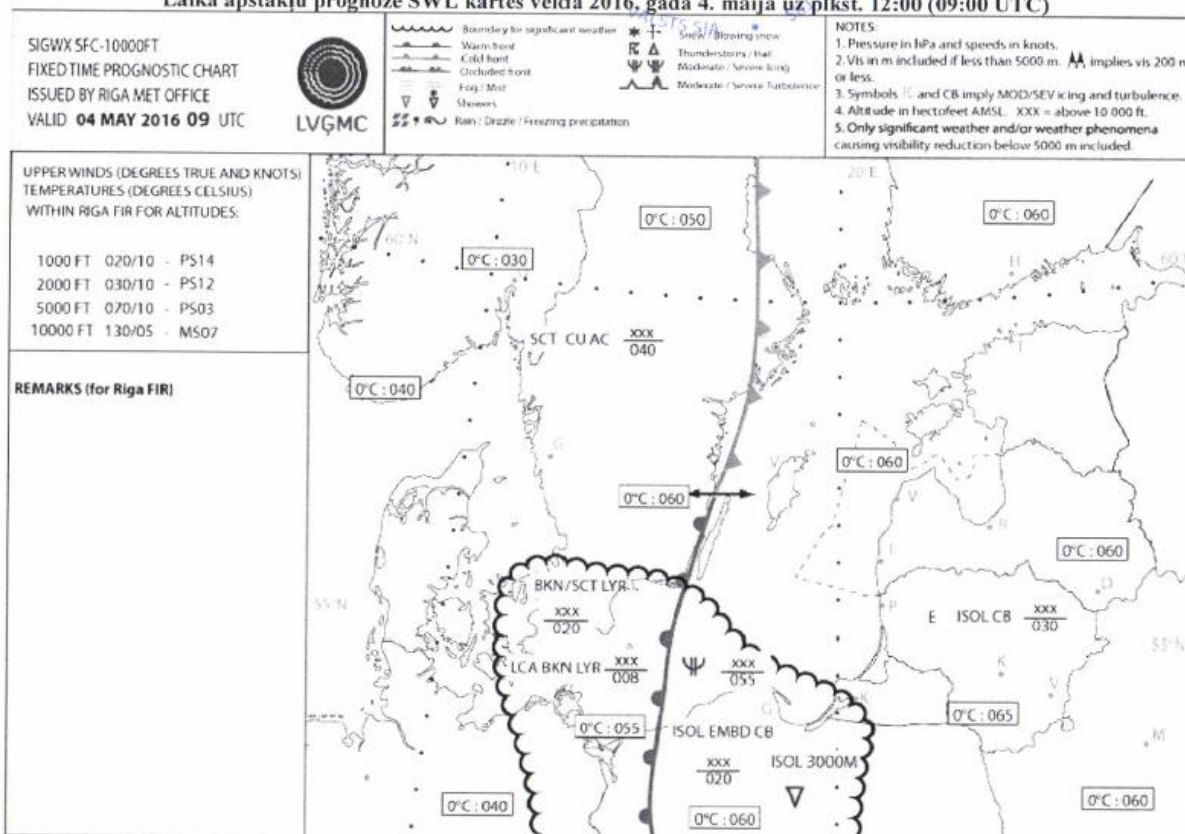 Laika apstākļu prognoze SWL kartes veidā 2016. gada 4. maijā uz plkst. 12:00 (09:00 UTC)
SIGWX SFC-10000FT
FIXED TIME PROGNOSTIC CHART
ISSUED BY RIGA MET OFFICE
VALID 04 MAY 2016 09 UTC
LVĢMC
Boundary for significant weather
Warm front
Cold front
Occluded front
Fog / Mist
Showers
Rain / Drizzle / Freezing precipitation
Snow / Blowing snow
Thunderstorm / Hail
Moderate / Severe Icing
Moderate / Severe Turbulence
NOTES:
1. Pressure in hPa and speeds in knots.
2. Vis in m included if less than 5000 m. implies vis 200 m
or less.
3. Symbols and CB imply MOD/SEV icing and turbulence.
4. Altitude in hectofeet AMSL. XXX = above 10 000 ft.
5. Only significant weather and/or weather phenomena
causing visibility reduction below 5000 m included.
UPPER WINDS (DEGREES TRUE AND KNOTS)
TEMPERATURES (DEGREES CELSIUS)
WITHIN RIGA FIR FOR ALTITUDES:
1000 FT 020/10 - PS14
2000 FT 030/10 - PS12
5000 FT 070/10 - PS03
10000 FT 130/05 - MS07
REMARKS (for Riga FIR)
10°E
20°E
0°C : 050
0°C : 060
60°N
0°C : 030
60°
H
T
SCT CU AC XXX
040
0°C : 040
G
V
0°C : 060
0°C : 060
V
R
0°C : 060
L
D
BKN/SCT LYR
XXX
020
55°N
P
E ISOL CB XXX
030
55°N
LCA BKN LYR XXX
008
XXX
055
K
V
G
K
0°C : 055
ISOL EMBD CB
0°C : 065
M
XXX
020
ISOL 3000M
0°C : 040
0°C : 060
0°C : 060